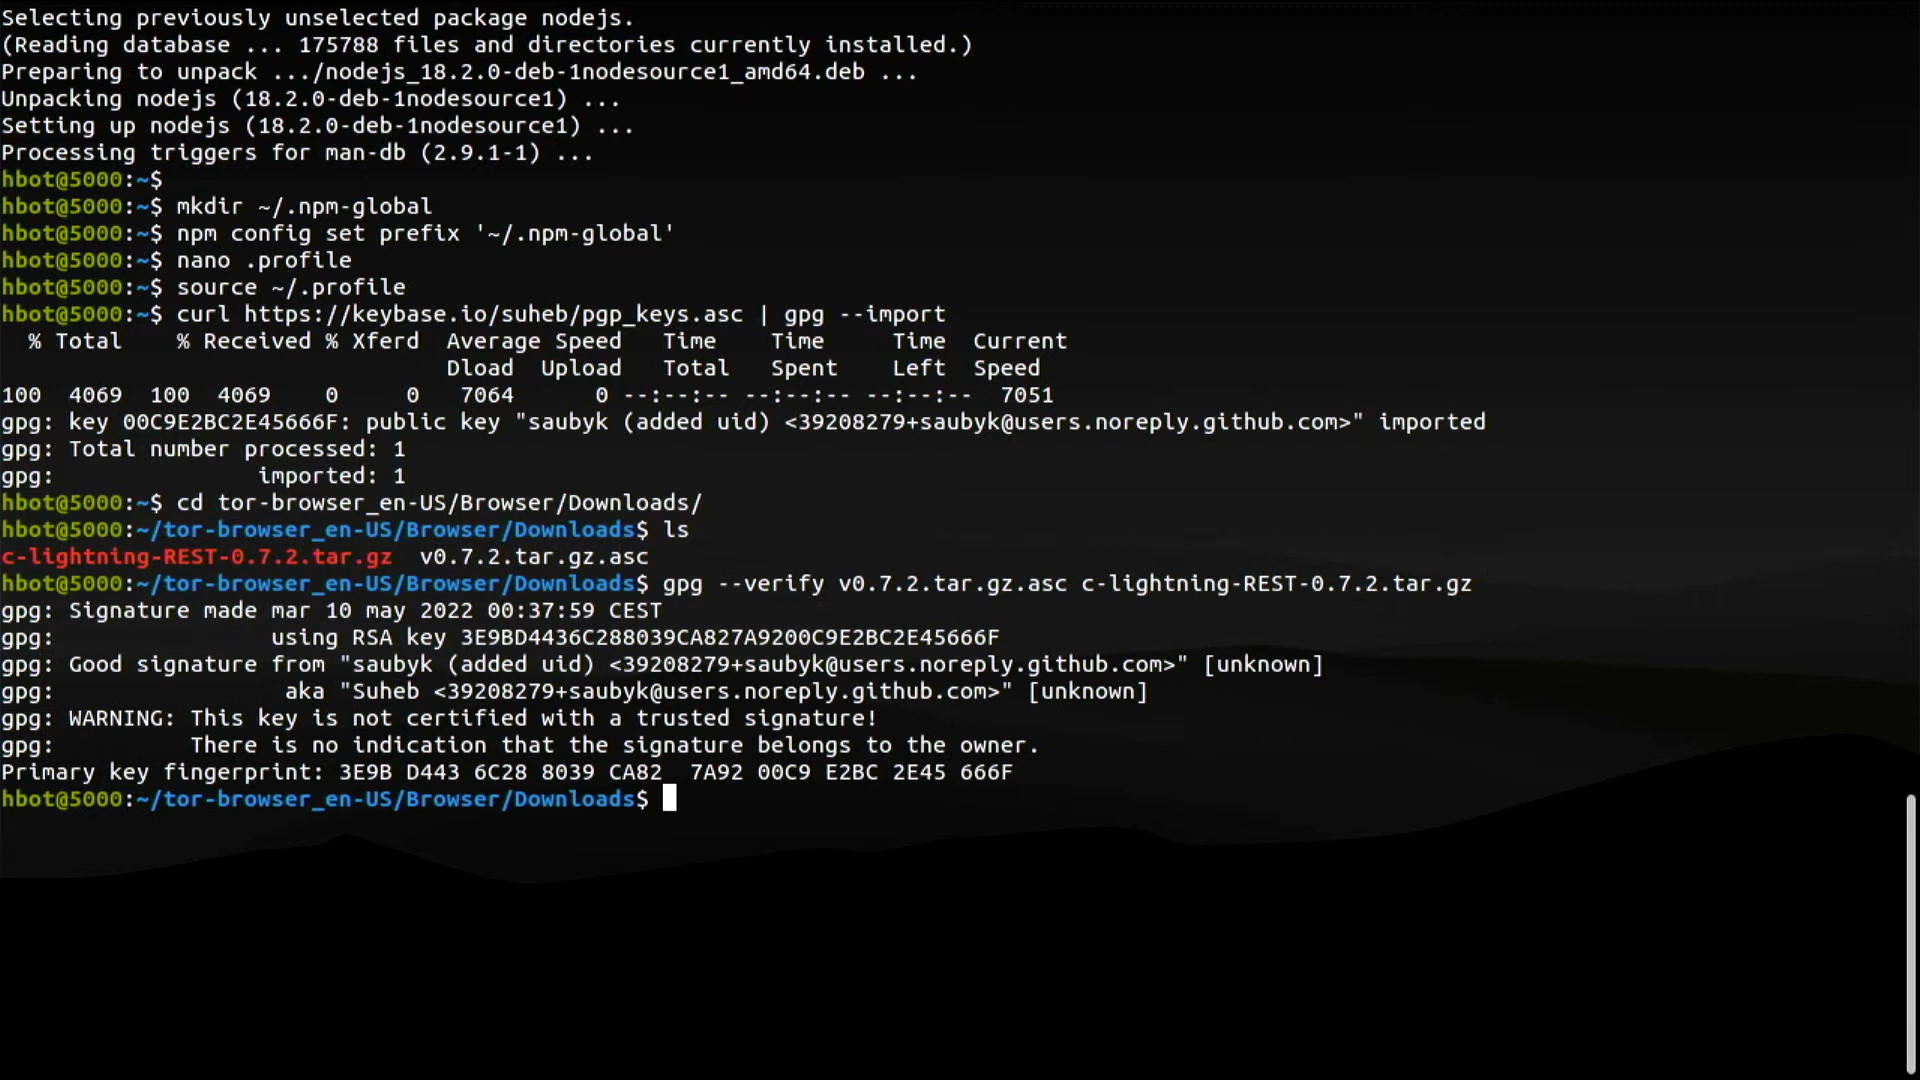 Selecting previously unselected package nodejs.
(Reading database ... 175788 files and directories currently installed.)
Preparing to unpack .../nodejs_18.2.0-deb-1nodesource1_amd64.deb ...
Unpacking nodejs (18.2.0-deb-1nodesource1) ...
Setting up nodejs (18.2.0-deb-1nodesource1) ...
Processing triggers for man-db (2.9.1-1) ...
hbot@5000:~$
hbot@5000:~$ mkdir ~/.npm-global
hbot@5000:~$ npm config set prefix '~/.npm-global'
hbot@5000:~$ nano .profile
hbot@5000:~$ source ~/.profile
hbot@5000:~$ curl https://keybase.io/suheb/pgp_keys.asc | gpg --import
  % Total    % Received % Xferd  Average Speed   Time    Time     Time  Current
                                 Dload  Upload   Total   Spent    Left  Speed
100  4069  100  4069    0     0   7064      0 --:--:-- --:--:-- --:--:--  7051
gpg: key 00C9E2BC2E45666F: public key "saubyk (added uid) <39208279+saubyk@users.noreply.github.com>" imported
gpg: Total number processed: 1
gpg:               imported: 1
hbot@5000:~$ cd tor-browser_en-US/Browser/Downloads/
hbot@5000:~/tor-browser_en-US/Browser/Downloads$ ls
c-lightning-REST-0.7.2.tar.gz  v0.7.2.tar.gz.asc
hbot@5000:~/tor-browser_en-US/Browser/Downloads$ gpg --verify v0.7.2.tar.gz.asc c-lightning-REST-0.7.2.tar.gz
gpg: Signature made mar 10 may 2022 00:37:59 CEST
gpg:                using RSA key 3E9BD4436C288039CA827A9200C9E2BC2E45666F
gpg: Good signature from "saubyk (added uid) <39208279+saubyk@users.noreply.github.com>" [unknown]
gpg:                 aka "Suheb <39208279+saubyk@users.noreply.github.com>" [unknown]
gpg: WARNING: This key is not certified with a trusted signature!
gpg:          There is no indication that the signature belongs to the owner.
Primary key fingerprint: 3E9B D443 6C28 8039 CA82  7A92 00C9 E2BC 2E45 666F
hbot@5000:~/tor-browser_en-US/Browser/Downloads$